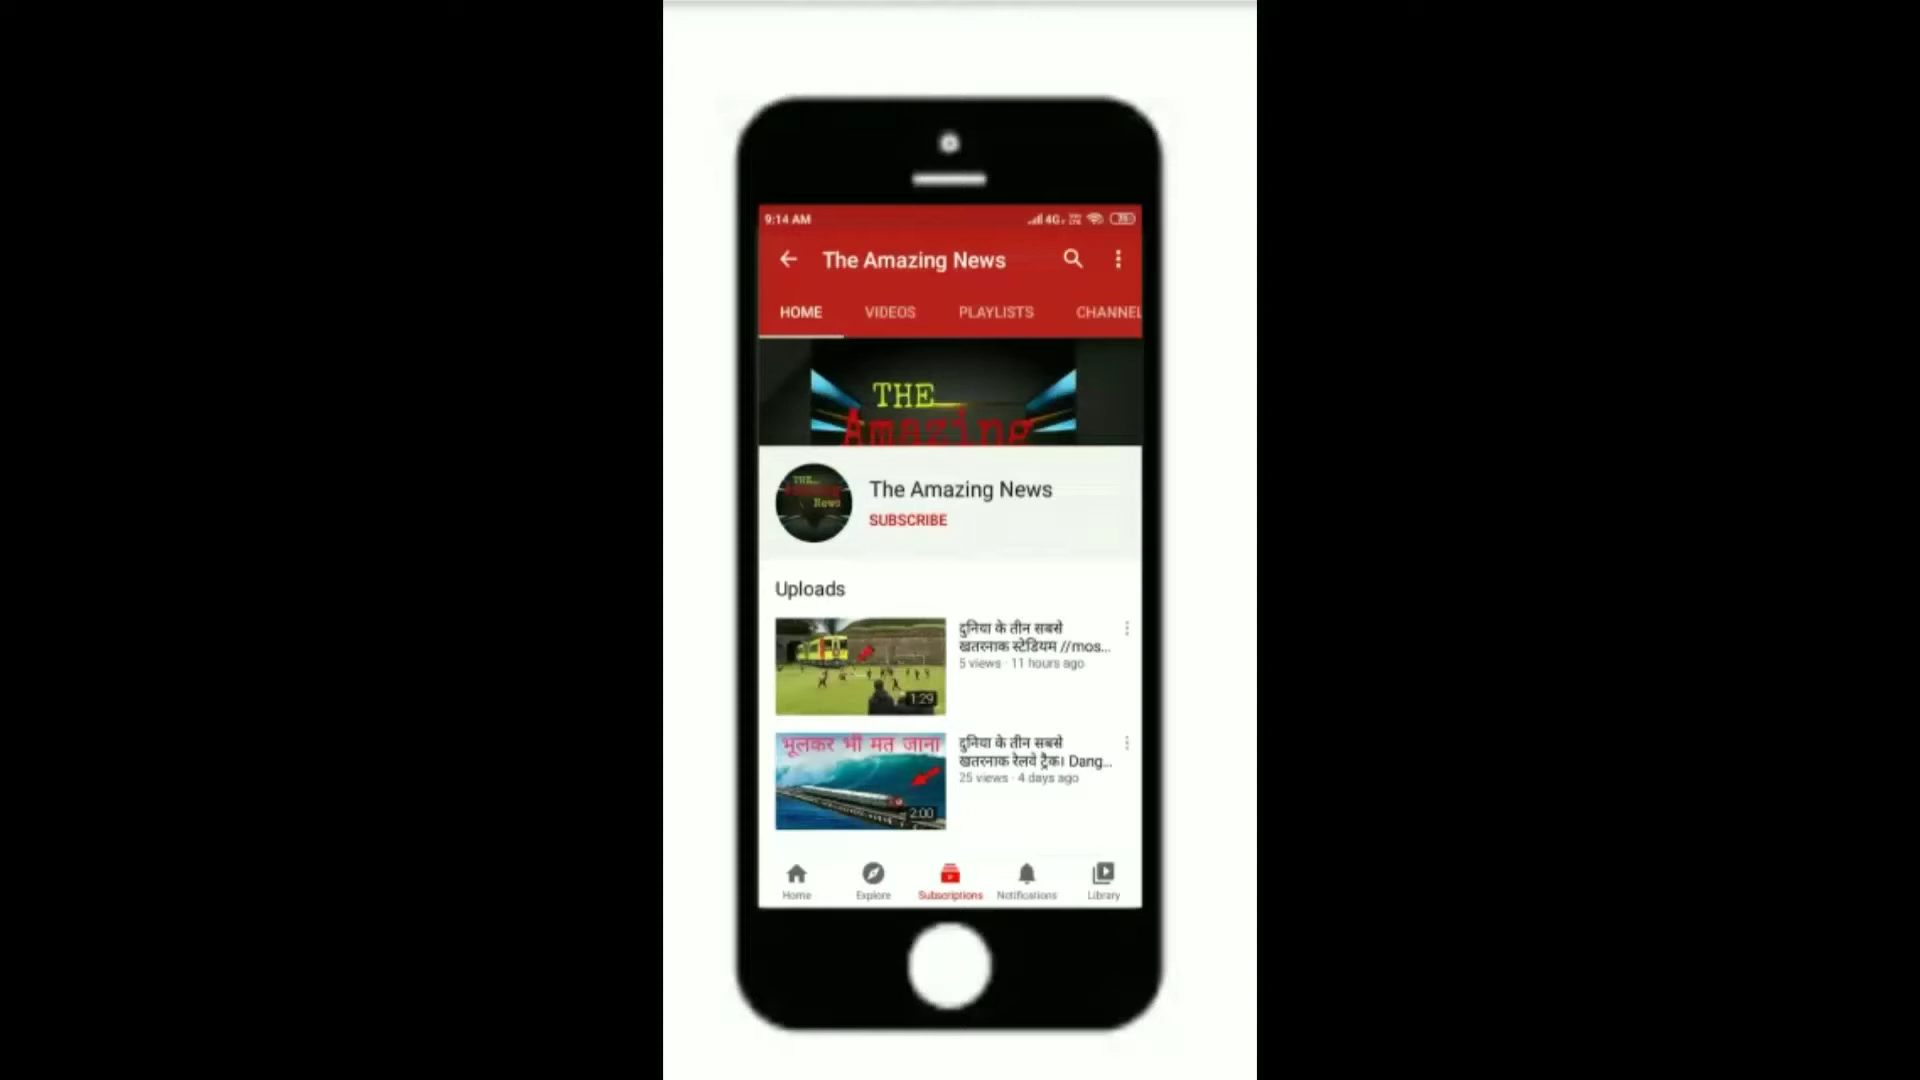 9:14 AM
4G+
The Amazing News
HOME VIDEOS PLAYLISTS CHANNEL
THE
Amazing
THE
News
The Amazing News
SUBSCRIBE
Uploads
दुनिया के तीन सबसे
खतरनाक स्टेडियम //mos...
5 views · 11 hours ago
1:29
भूलकर भी मत जाना
दुनिया के तीन सबसे
खतरनाक रेलवे ट्रैक। Dang...
25 views · 4 days ago
2:00
Home Explore Subscriptions Notifications Library